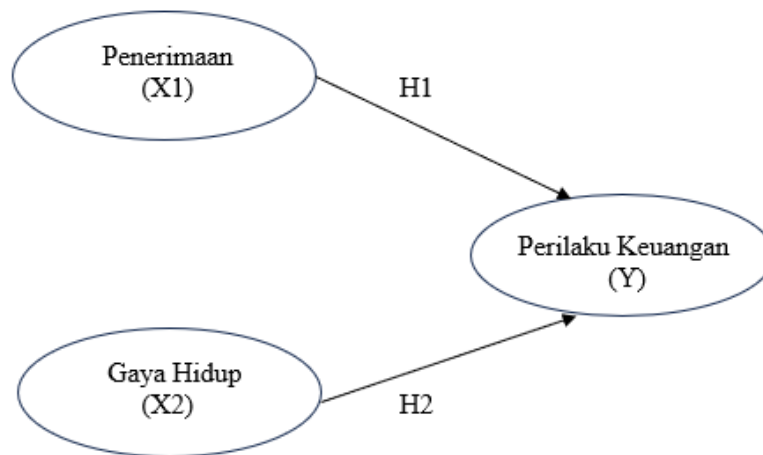 Penerimaan
(X1)
H1
Perilaku Keuangan
(Y)
Gaya Hidup
(X2)
H2